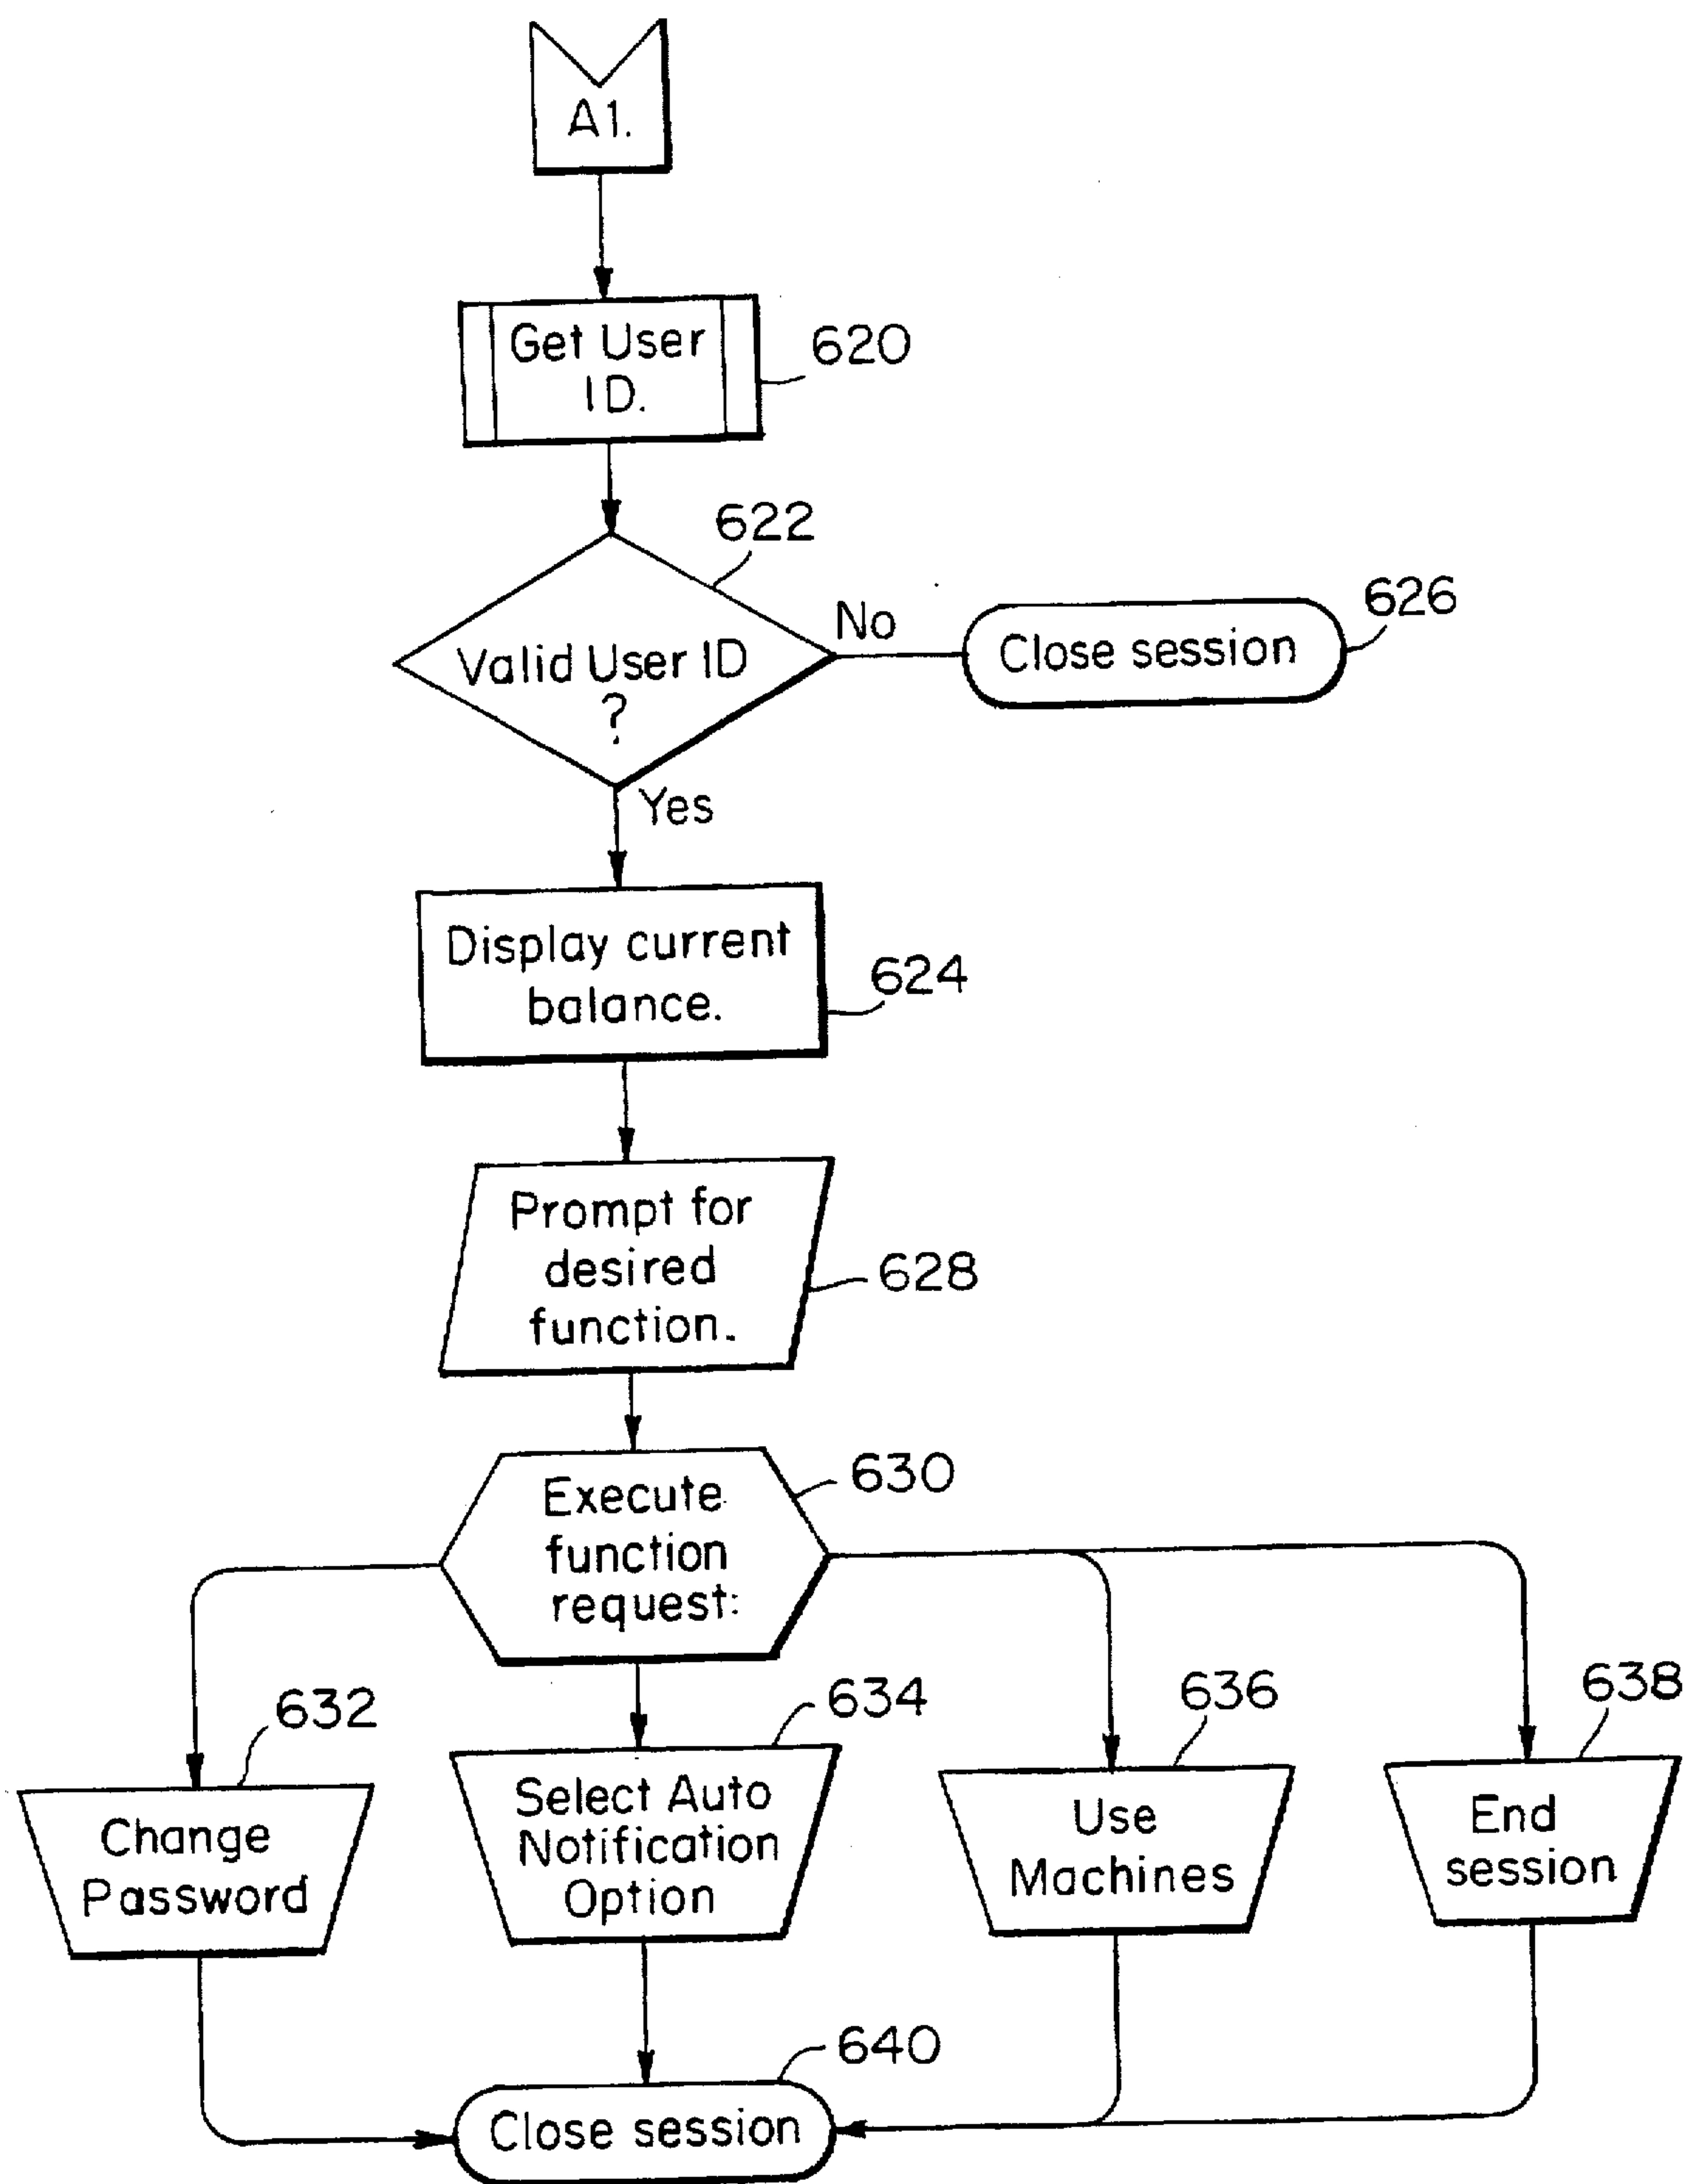 A1.
Get User
ID.
620
622
Valid User ID
?
No
Close session
626
Yes
Display current
balance.
624
Prompt for
desired
function.
628
Execute
function
request:
630
632
Change
Password
634
Select Auto
Notification
Option
636
Use
Machines
638
End
session
640
Close session